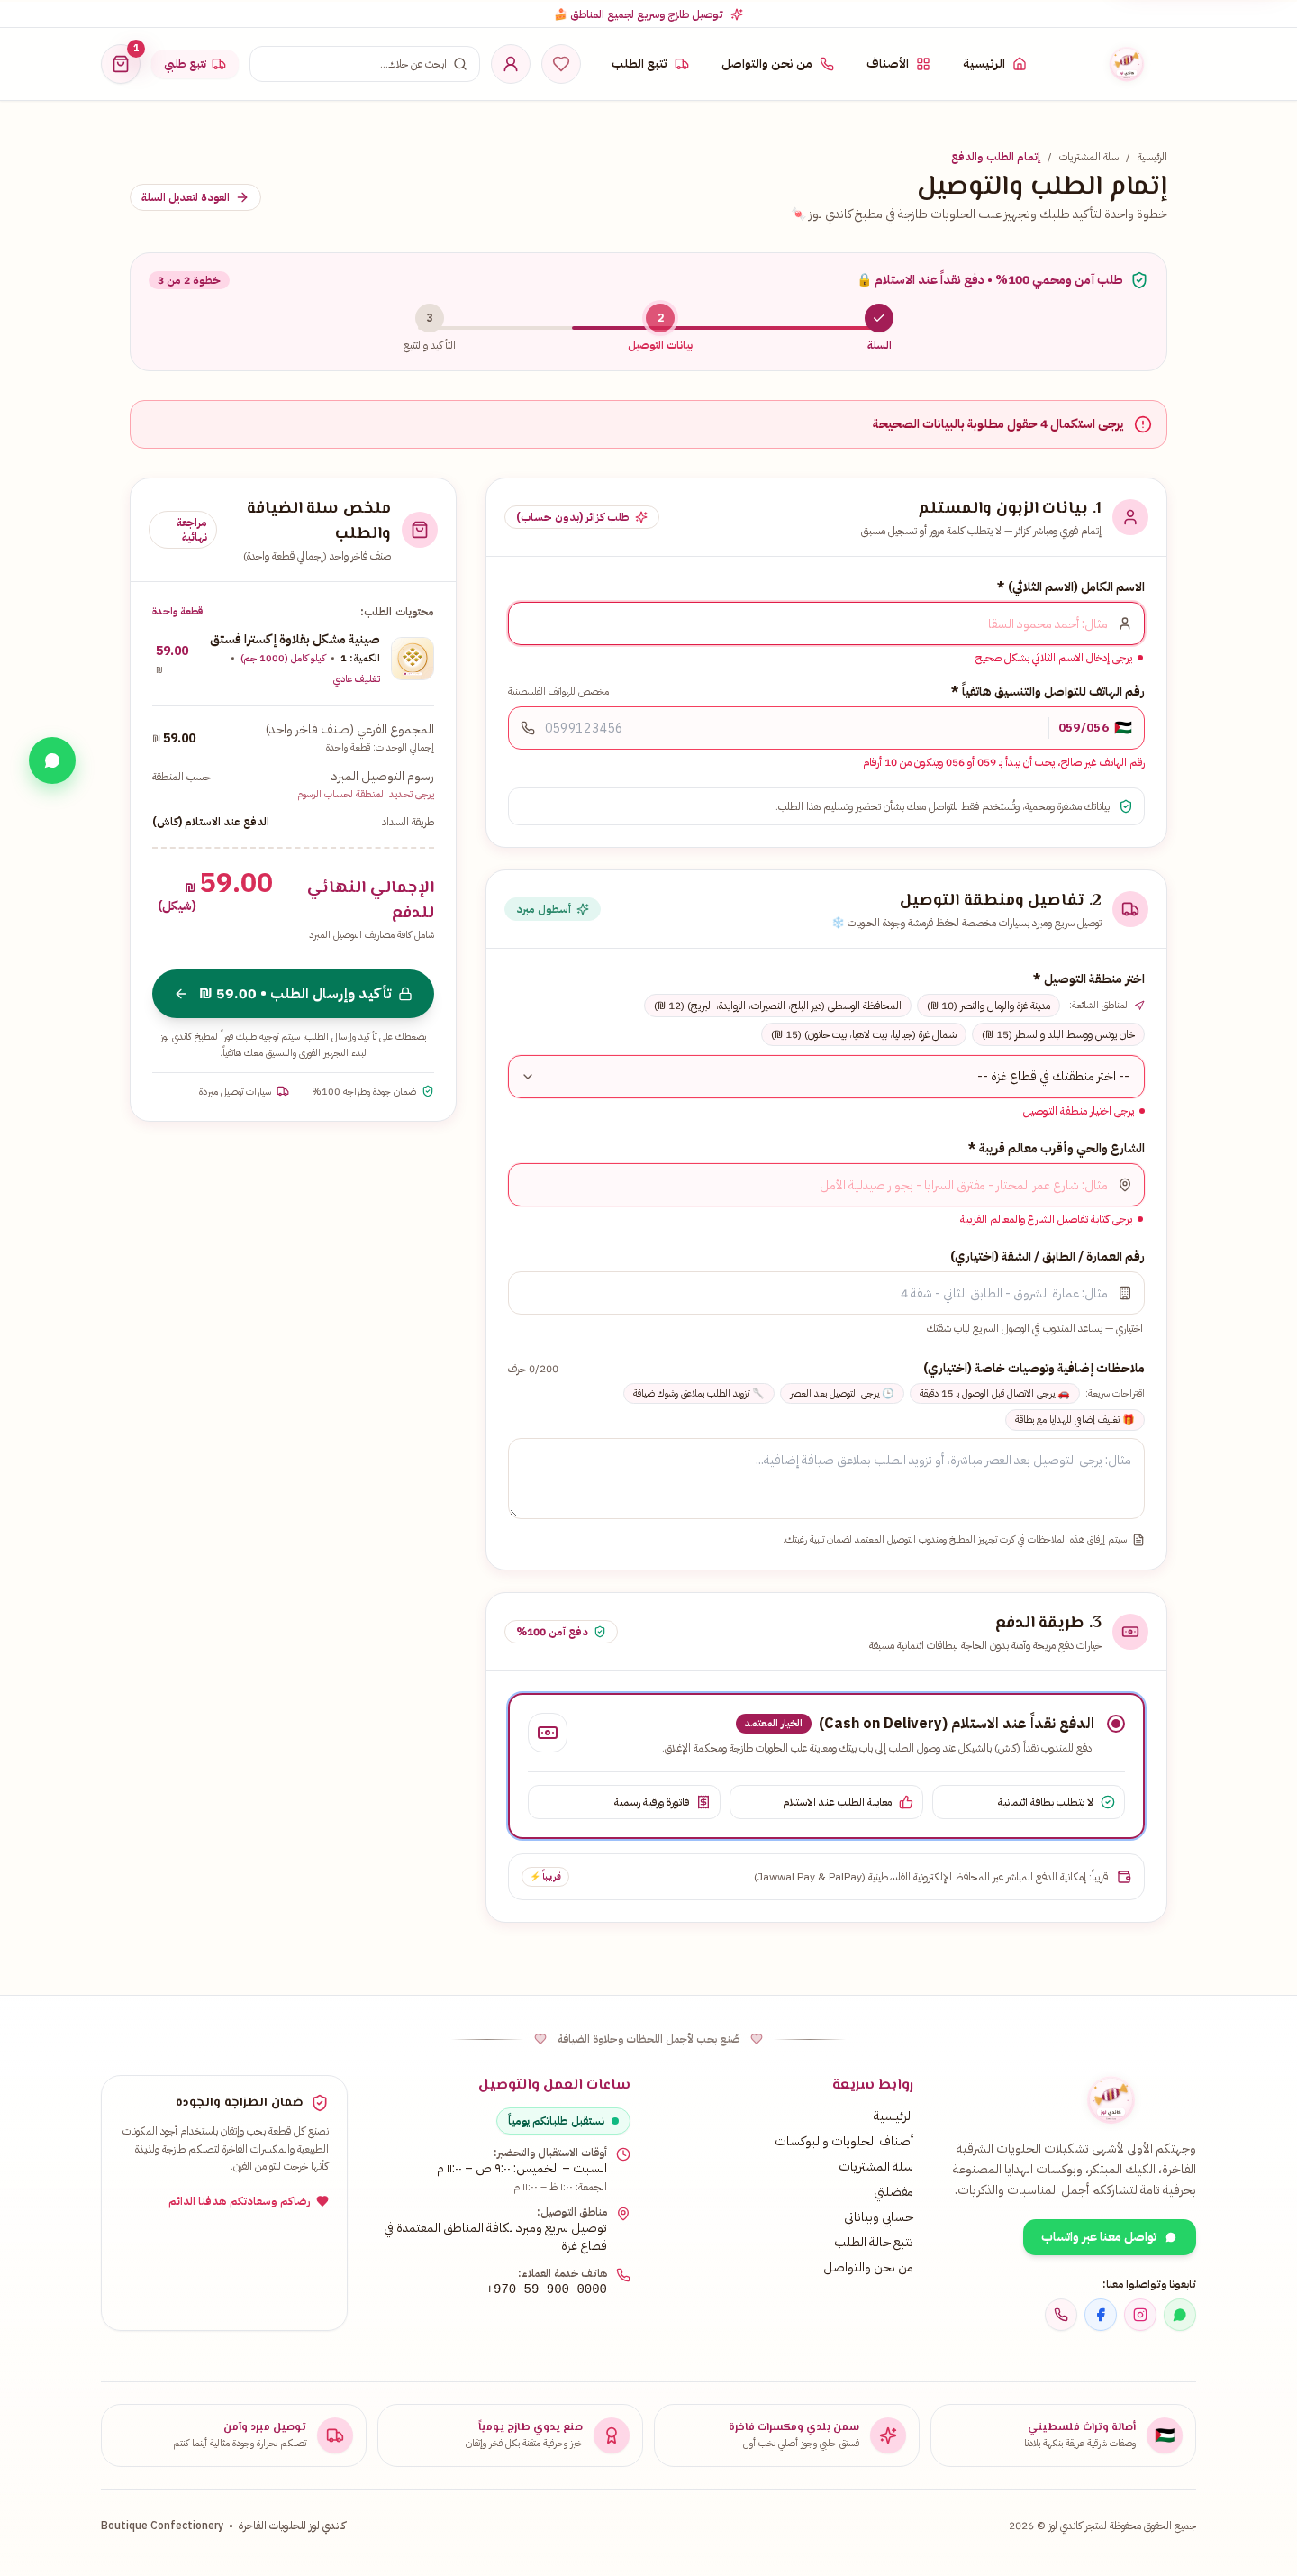 توصيل طازج وسريع لجميع المناطق 🍰
كاندي لوز
الرئيسية
الأصناف
من نحن والتواصل
تتبع الطلب
ابحث عن حلاك...
تتبع طلبي
1
الرئيسية / سلة المشتريات / إتمام الطلب والدفع
إتمام الطلب والتوصيل
خطوة واحدة لتأكيد طلبك وتجهيز علب الحلويات طازجة في مطبخ كاندي لوز 🍬
العودة لتعديل السلة
طلب آمن ومحمي 100% • دفع نقداً عند الاستلام 🔒
خطوة 2 من 3
2
3
السلة
بيانات التوصيل
التأكيد والتتبع
يرجى استكمال 4 حقول مطلوبة بالبيانات الصحيحة
1. بيانات الزبون والمستلم
إتمام فوري ومباشر كزائر — لا يتطلب كلمة مرور أو تسجيل مسبق
طلب كزائر (بدون حساب)
الاسم الكامل (الاسم الثلاثي) *
مثال: أحمد محمود السقا
يرجى إدخال الاسم الثلاثي بشكل صحيح
رقم الهاتف للتواصل والتنسيق هاتفياً *
مخصص للهواتف الفلسطينية
🇵🇸 059/056
0599123456
رقم الهاتف غير صالح، يجب أن يبدأ بـ 059 أو 056 ويتكون من 10 أرقام
بياناتك مشفرة ومحمية، وتُستخدم فقط للتواصل معك بشأن تحضير وتسليم هذا الطلب.
2. تفاصيل ومنطقة التوصيل
توصيل سريع ومبرد بسيارات مخصصة لحفظ قرمشة وجودة الحلويات ❄️
أسطول مبرد
اختر منطقة التوصيل *
المناطق الشائعة:
مدينة غزة والرمال والنصر (10 ₪)
المحافظة الوسطى (دير البلح، النصيرات، الزوايدة، البريج) (12 ₪)
خان يونس ووسط البلد والسطر (15 ₪)
شمال غزة (جباليا، بيت لاهيا، بيت حانون) (15 ₪)
-- اختر منطقتك في قطاع غزة --
يرجى اختيار منطقة التوصيل
الشارع والحي وأقرب معالم قريبة *
مثال: شارع عمر المختار - مفترق السرايا - بجوار صيدلية الأمل
يرجى كتابة تفاصيل الشارع والمعالم القريبة
رقم العمارة / الطابق / الشقة (اختياري)
مثال: عمارة الشروق - الطابق الثاني - شقة 4
اختياري — يساعد المندوب في الوصول السريع لباب شقتك
ملاحظات إضافية وتوصيات خاصة (اختياري)
0/200 حرف
اقتراحات سريعة:
🚗 يرجى الاتصال قبل الوصول بـ 15 دقيقة
🕒 يرجى التوصيل بعد العصر
🥄 تزويد الطلب بملاعق وشوك ضيافة
🎁 تغليف إضافي للهدايا مع بطاقة
مثال: يرجى التوصيل بعد العصر مباشرة، أو تزويد الطلب بملاعق ضيافة إضافية...
سيتم إرفاق هذه الملاحظات في كرت تجهيز المطبخ ومندوب التوصيل المعتمد لضمان تلبية رغبتك.
3. طريقة الدفع
خيارات دفع مريحة وآمنة بدون الحاجة لبطاقات ائتمانية مسبقة
دفع آمن 100%
الدفع نقداً عند الاستلام (Cash on Delivery)
الخيار المعتمد
ادفع للمندوب نقداً (كاش) بالشيكل عند وصول الطلب إلى باب بيتك ومعاينة علب الحلويات طازجة ومحكمة الإغلاق.
لا يتطلب بطاقة ائتمانية
معاينة الطلب عند الاستلام
فاتورة ورقية رسمية
قريباً: إمكانية الدفع المباشر عبر المحافظ الإلكترونية الفلسطينية (Jawwal Pay & PalPay)
قريباً ⚡
ملخص سلة الضيافة والطلب
صنف فاخر واحد (إجمالي قطعة واحدة)
مراجعة نهائية
محتويات الطلب:
قطعة واحدة
صينية مشكل بقلاوة إكسترا فستق
الكمية: 1 • كيلو كامل (1000 جم) •
تغليف عادي
59.00
₪
المجموع الفرعي (صنف فاخر واحد)
إجمالي الوحدات: قطعة واحدة
59.00 ₪
رسوم التوصيل المبرد
يرجى تحديد المنطقة لحساب الرسوم
حسب المنطقة
طريقة السداد
الدفع عند الاستلام (كاش)
الإجمالي النهائي للدفع
شامل كافة مصاريف التوصيل المبرد
59.00 ₪
(شيكل)
تأكيد وإرسال الطلب • 59.00 ₪
بضغطك على تأكيد وإرسال الطلب، سيتم توجيه طلبك فوراً لمطبخ كاندي لوز
لبدء التجهيز الفوري والتنسيق معك هاتفياً.
ضمان جودة وطزاجة 100%
سيارات توصيل مبردة
صُنع بحب لأجمل اللحظات وحلاوة الضيافة
كاندي لوز
وجهتكم الأولى لأشهى تشكيلات الحلويات الشرقية
الفاخرة، الكيك المبتكر، وبوكسات الهدايا المصنوعة
بحرفية تامة لتشارككم أجمل المناسبات والذكريات.
تواصل معنا عبر واتساب
تابعونا وتواصلوا معنا:
روابط سريعة
الرئيسية
أصناف الحلويات والبوكسات
سلة المشتريات
مفضلتي
حسابي وبياناتي
تتبع حالة الطلب
من نحن والتواصل
ساعات العمل والتوصيل
نستقبل طلباتكم يومياً
أوقات الاستقبال والتحضير:
السبت – الخميس: ٩:٠٠ ص – ١١:٠٠ م
الجمعة: ١:٠٠ ظ – ١١:٠٠ م
مناطق التوصيل:
توصيل سريع ومبرد لكافة المناطق المعتمدة في
قطاع غزة
هاتف خدمة العملاء:
+970 59 900 0000
ضمان الطزاجة والجودة
نصنع كل قطعة بحب وإتقان باستخدام أجود المكونات
الطبيعية والمكسرات الفاخرة لتصلكم طازجة ولذيذة
كأنها خرجت للتو من الفرن.
رضاكم وسعادتكم هدفنا الدائم
🇵🇸
أصالة وتراث فلسطيني
وصفات شرقية عريقة بنكهة بلادنا
سمن بلدي ومكسرات فاخرة
فستق حلبي وجوز أصلي نخب أول
صنع يدوي طازج يومياً
خبز وحرفية متقنة بكل فخر وإتقان
توصيل مبرد وآمن
تصلكم بحرارة وجودة مثالية أينما كنتم
جميع الحقوق محفوظة لمتجر كاندي لوز © 2026
كاندي لوز للحلويات الفاخرة • Boutique Confectionery